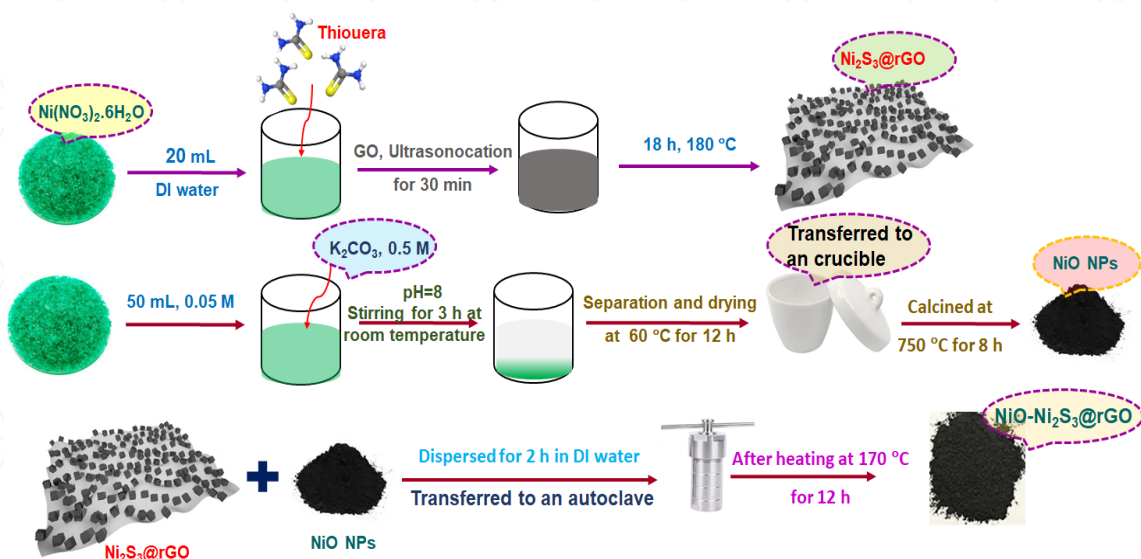 Thiouera
Ni₂S₃@rGO
Ni(NO₃)₂.6H₂O
20 mL
DI water
GO, Ultrasonocation
for 30 min
18 h, 180 °C
K₂CO₃, 0.5 M
50 mL, 0.05 M
pH=8
Stirring for 3 h at
room temperature
Separation and drying
at 60 °C for 12 h
Transferred to
an crucible
Calcined at
750 °C for 8 h
NiO NPs
Ni₂S₃@rGO
+
NiO NPs
Dispersed for 2 h in DI water
Transferred to an autoclave
After heating at 170 °C
for 12 h
NiO-Ni₂S₃@rGO